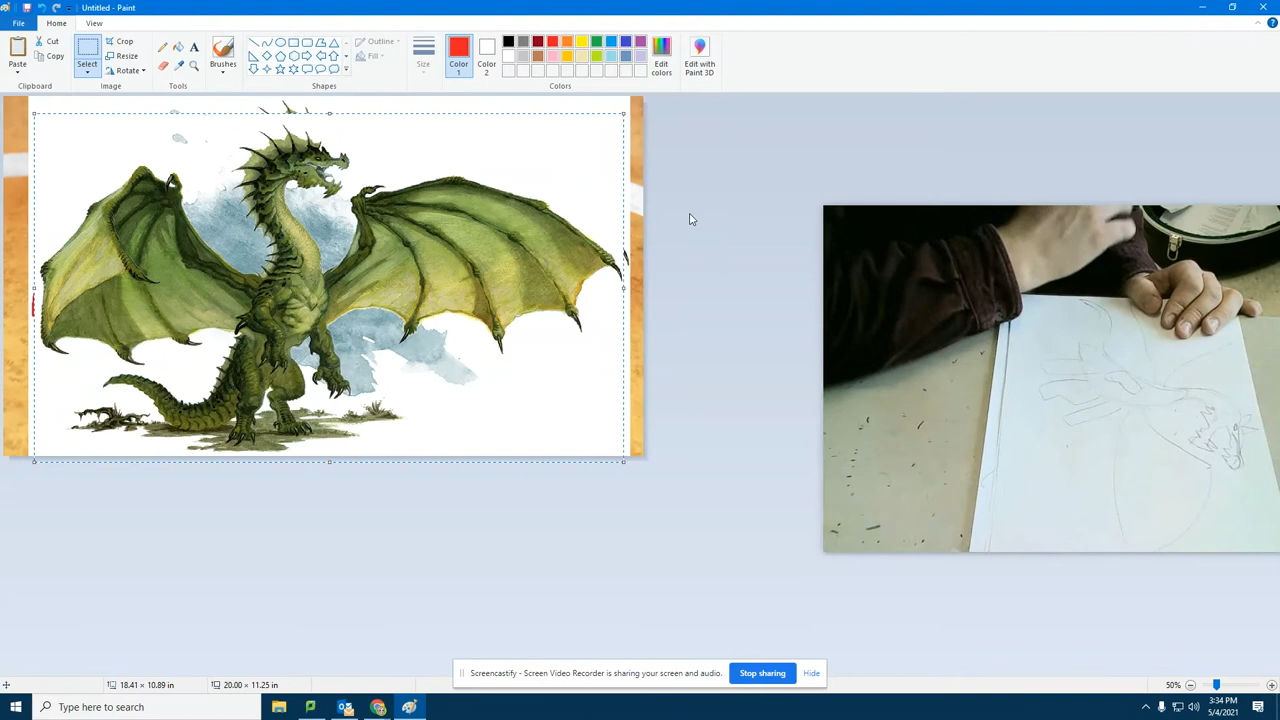 Untitled - Paint
File Home View
Paste
Cut
Copy
Clipboard
Select
Crop
Resize
Rotate
Image
A
Tools
Brushes
Outline
Fill
Shapes
Size
Color 1
Color 2
Edit colors
Colors
Edit with Paint 3D
Screencastify - Screen Video Recorder is sharing your screen and audio. Stop sharing Hide
18.41 × 10.89 in 20.00 × 11.25 in 50%
Type here to search
3:34 PM
5/4/2021